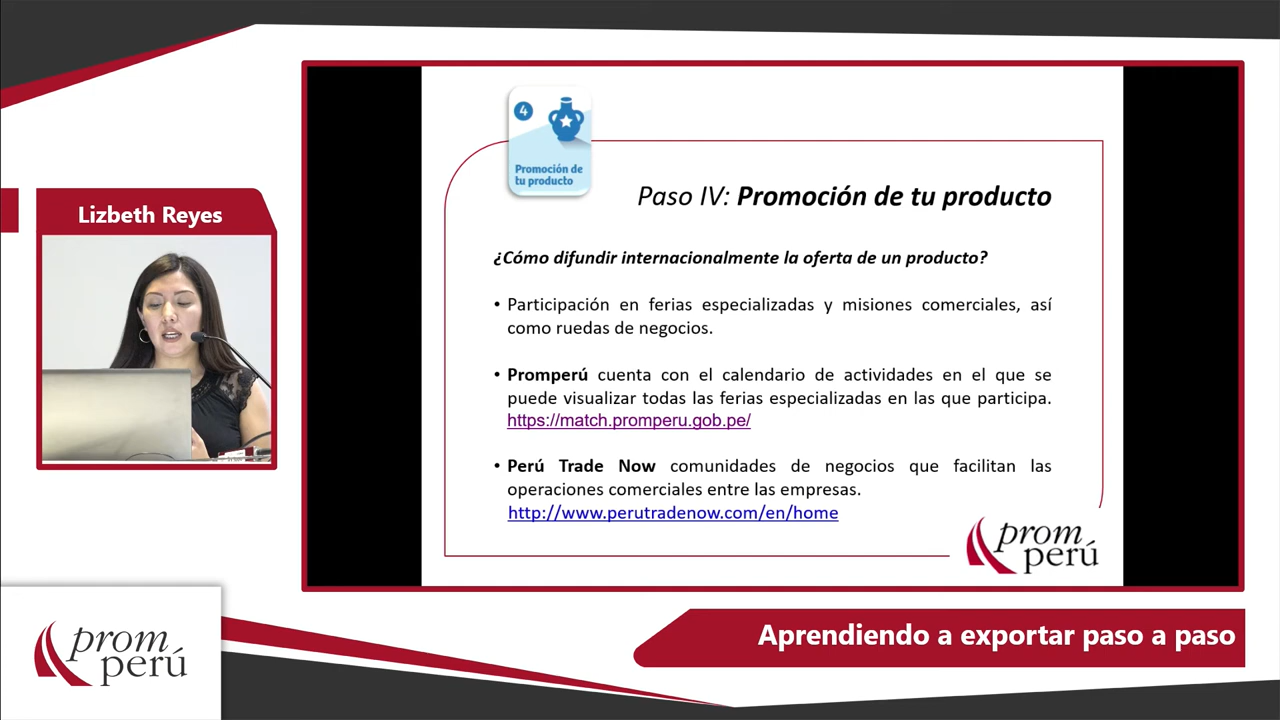 Lizbeth Reyes
4
Promoción de
tu producto
Paso IV: Promoción de tu producto
¿Cómo difundir internacionalmente la oferta de un producto?
• Participación en ferias especializadas y misiones comerciales, así
como ruedas de negocios.
• Promperú cuenta con el calendario de actividades en el que se
puede visualizar todas las ferias especializadas en las que participa.
https://match.promperu.gob.pe/
• Perú Trade Now comunidades de negocios que facilitan las
operaciones comerciales entre las empresas.
http://www.perutradenow.com/en/home
prom
perú
Aprendiendo a exportar paso a paso
prom
perú